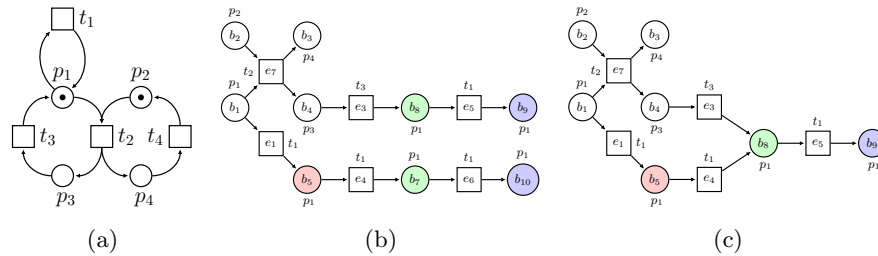 t1
p1 p2
t3 t2 t4
p3 p4
(a)
p2
b2 b3
t2 e7 p4
p1 t3 t1
b1 b4 e3 b8 e5 b9
p3 p1 p1
e1 t1
t1 p1 t1 p1
b5 e4 b7 e6 b10
p1
(b)
p2
b2 b3
t2 e7 p4
p1 t3
b1 b4 e3
p3 t1
e1 t1 b8 e5 b9
t1 p1 p1
b5 e4
p1
(c)